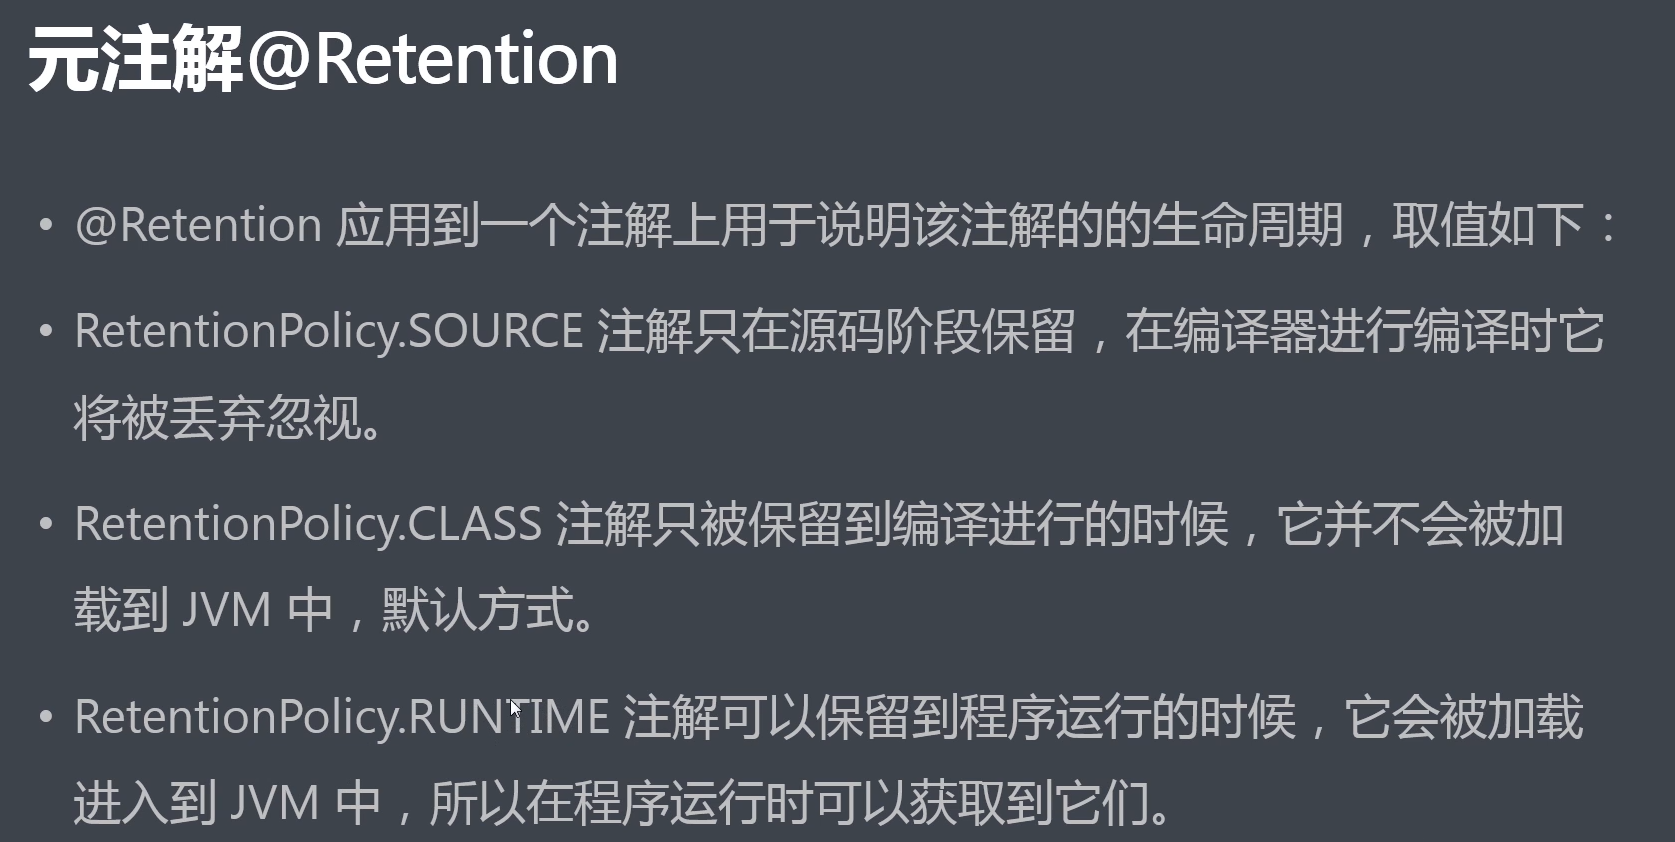 元注解@Retention
• @Retention 应用到一个注解上用于说明该注解的的生命周期，取值如下：
• RetentionPolicy.SOURCE 注解只在源码阶段保留，在编译器进行编译时它
将被丢弃忽视。
• RetentionPolicy.CLASS 注解只被保留到编译进行的时候，它并不会被加
载到 JVM 中，默认方式。
• RetentionPolicy.RUNTIME 注解可以保留到程序运行的时候，它会被加载
进入到 JVM 中，所以在程序运行时可以获取到它们。